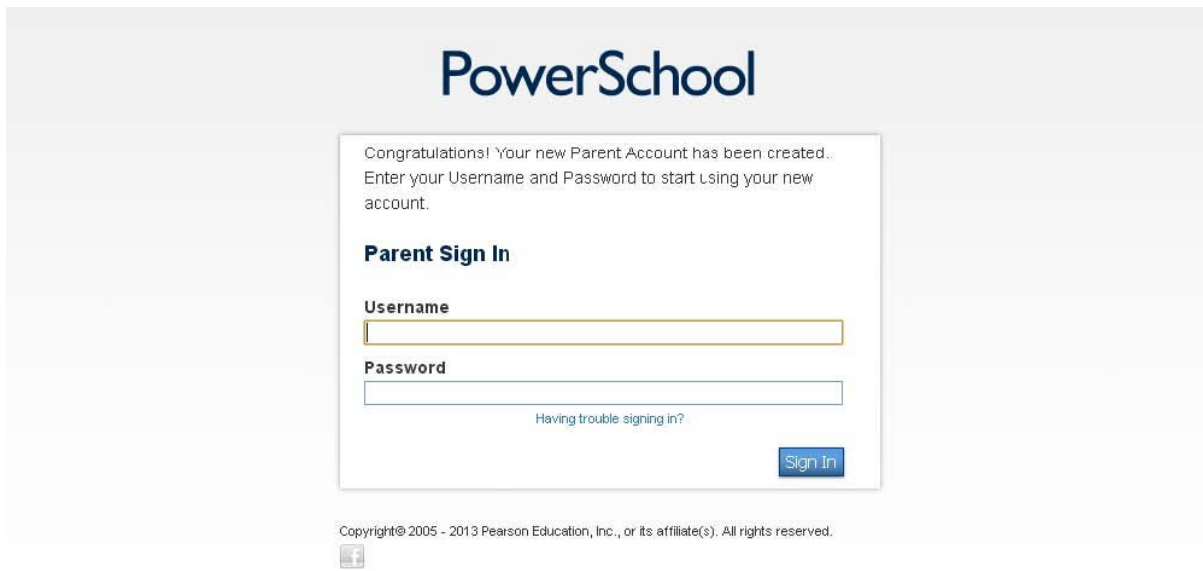 PowerSchool
Congratulations! Your new Parent Account has been created.
Enter your Username and Password to start using your new
account.
Parent Sign In
Username
Password
Having trouble signing in?
Sign In
Copyright© 2005 - 2013 Pearson Education, Inc., or its affiliate(s). All rights reserved.
f